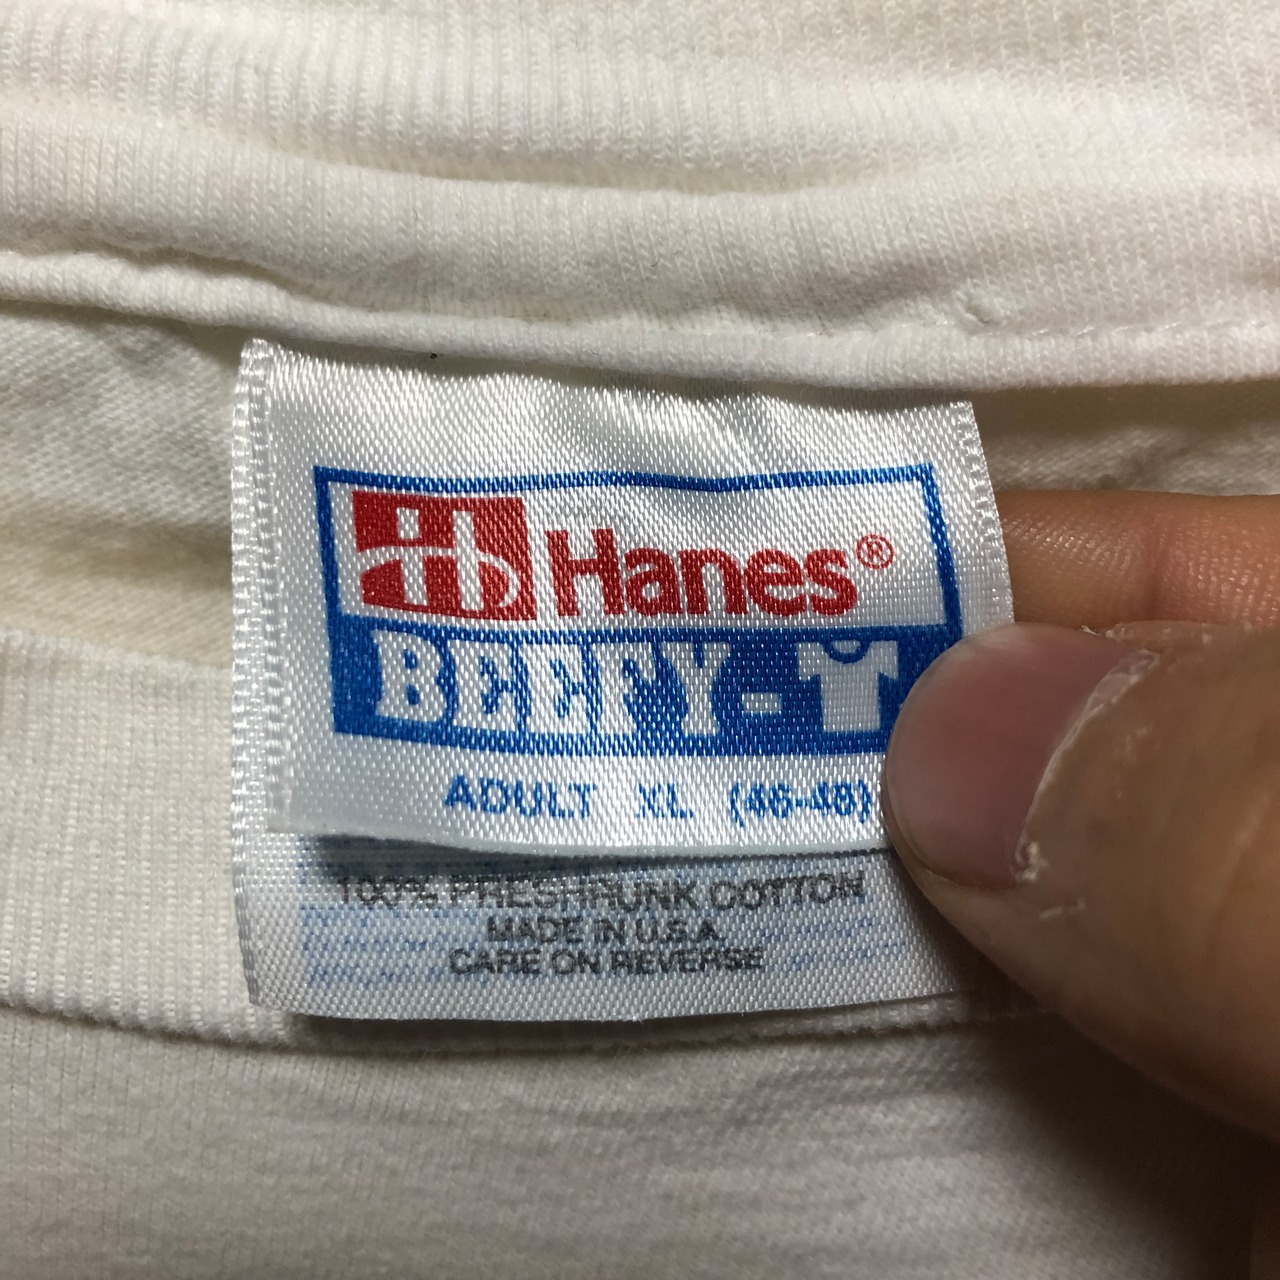 Hanes®
BEEFY-T
ADULT XL (46-48)
100% PRESHRUNK COTTON
MADE IN U.S.A.
CARE ON REVERSE